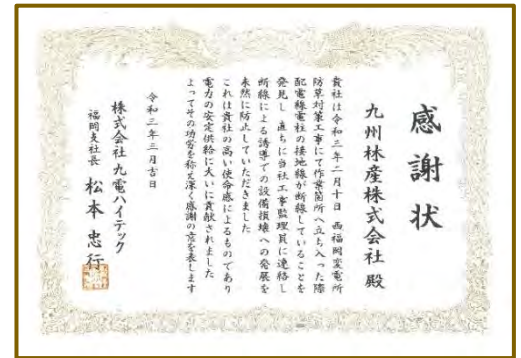 感謝状
九州林産株式会社 殿
貴社は令和三年二月十日 西福岡変電所
防草対策工事にて作業箇所へ立ち入った際
配電線電柱の接地線が断線していることを
発見し 直ちに当社工事監理員に連絡し
断線による誘導での設備損壊への発展を
未然に防止していただきました
これは貴社の高い使命感によるものであり
電力の安定供給に大いに貢献されました
よってその功労を称え深く感謝の意を表します
令和三年三月吉日
株式会社九電ハイテック
福岡支社長 松本忠行